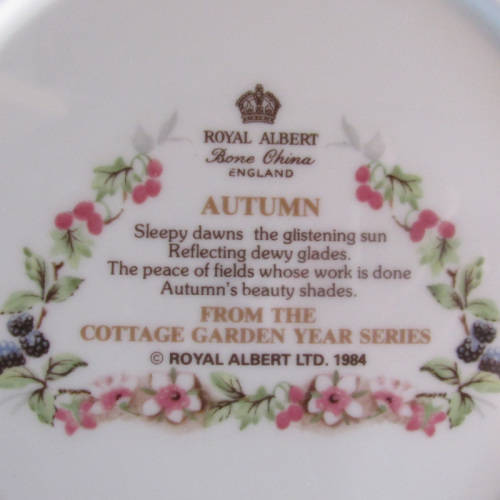 ROYAL ALBERT
Bone China
ENGLAND
AUTUMN
Sleepy dawns the glistening sun
Reflecting dewy glades.
The peace of fields whose work is done
Autumn's beauty shades.
FROM THE
COTTAGE GARDEN YEAR SERIES
© ROYAL ALBERT LTD. 1984